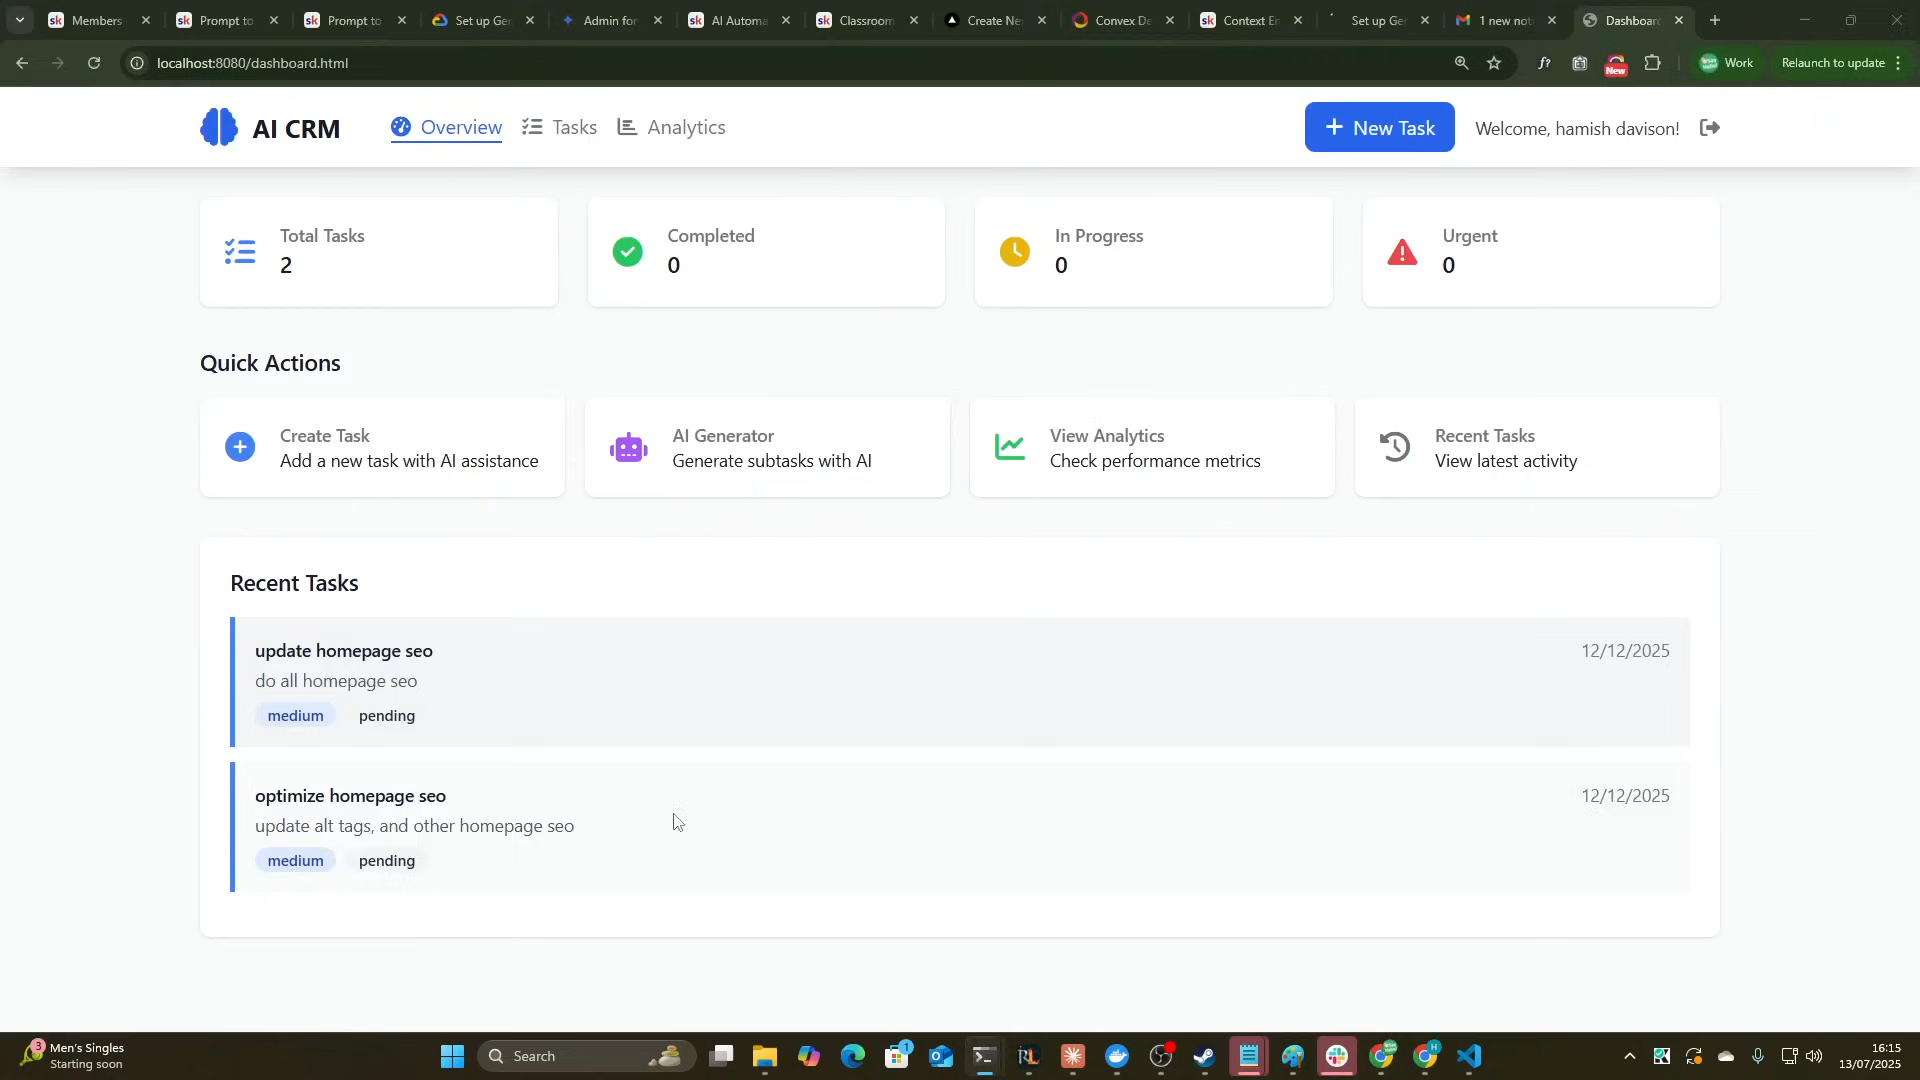 Members
Prompt to
Prompt to
Set up Ge
Admin for
AI Automa
Classroom
Create Ne
Convex De
Context En
Set up Ge
1 new not
Dashboard
localhost:8080/dashboard.html
New
Work
Relaunch to update
AI CRM
Overview
Tasks
Analytics
New Task
Welcome, hamish davison!
Total Tasks
2
Completed
0
In Progress
0
Urgent
0
Quick Actions
Create Task
Add a new task with AI assistance
AI Generator
Generate subtasks with AI
View Analytics
Check performance metrics
Recent Tasks
View latest activity
Recent Tasks
update homepage seo
12/12/2025
do all homepage seo
medium
pending
optimize homepage seo
12/12/2025
update alt tags, and other homepage seo
medium
pending
3
Men's Singles
Starting soon
Search
1
16:15
13/07/2025